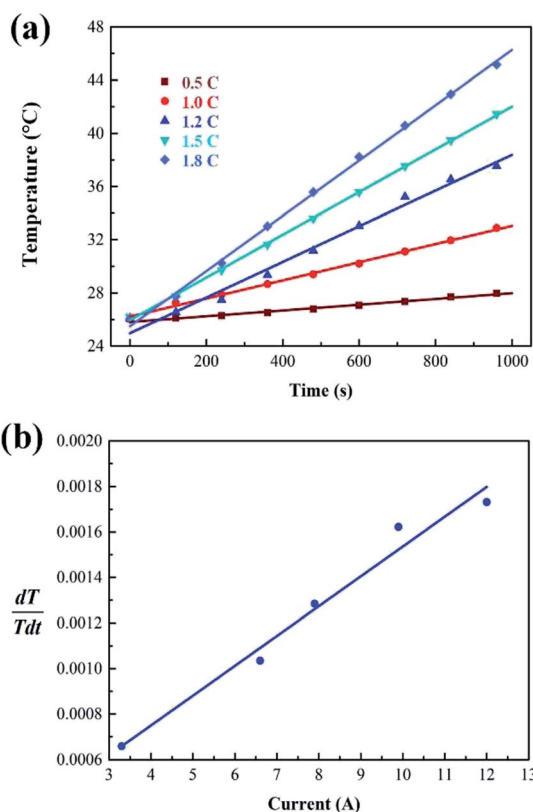 (a)
48
44
40
36
32
28
24
Temperature (°C)
0.5 C
1.0 C
1.2 C
1.5 C
1.8 C
0 200 400 600 800 1000
Time (s)
(b)
0.0020
0.0018
0.0016
0.0014
0.0012
0.0010
0.0008
0.0006
dT
Tdt
3 4 5 6 7 8 9 10 11 12 13
Current (A)